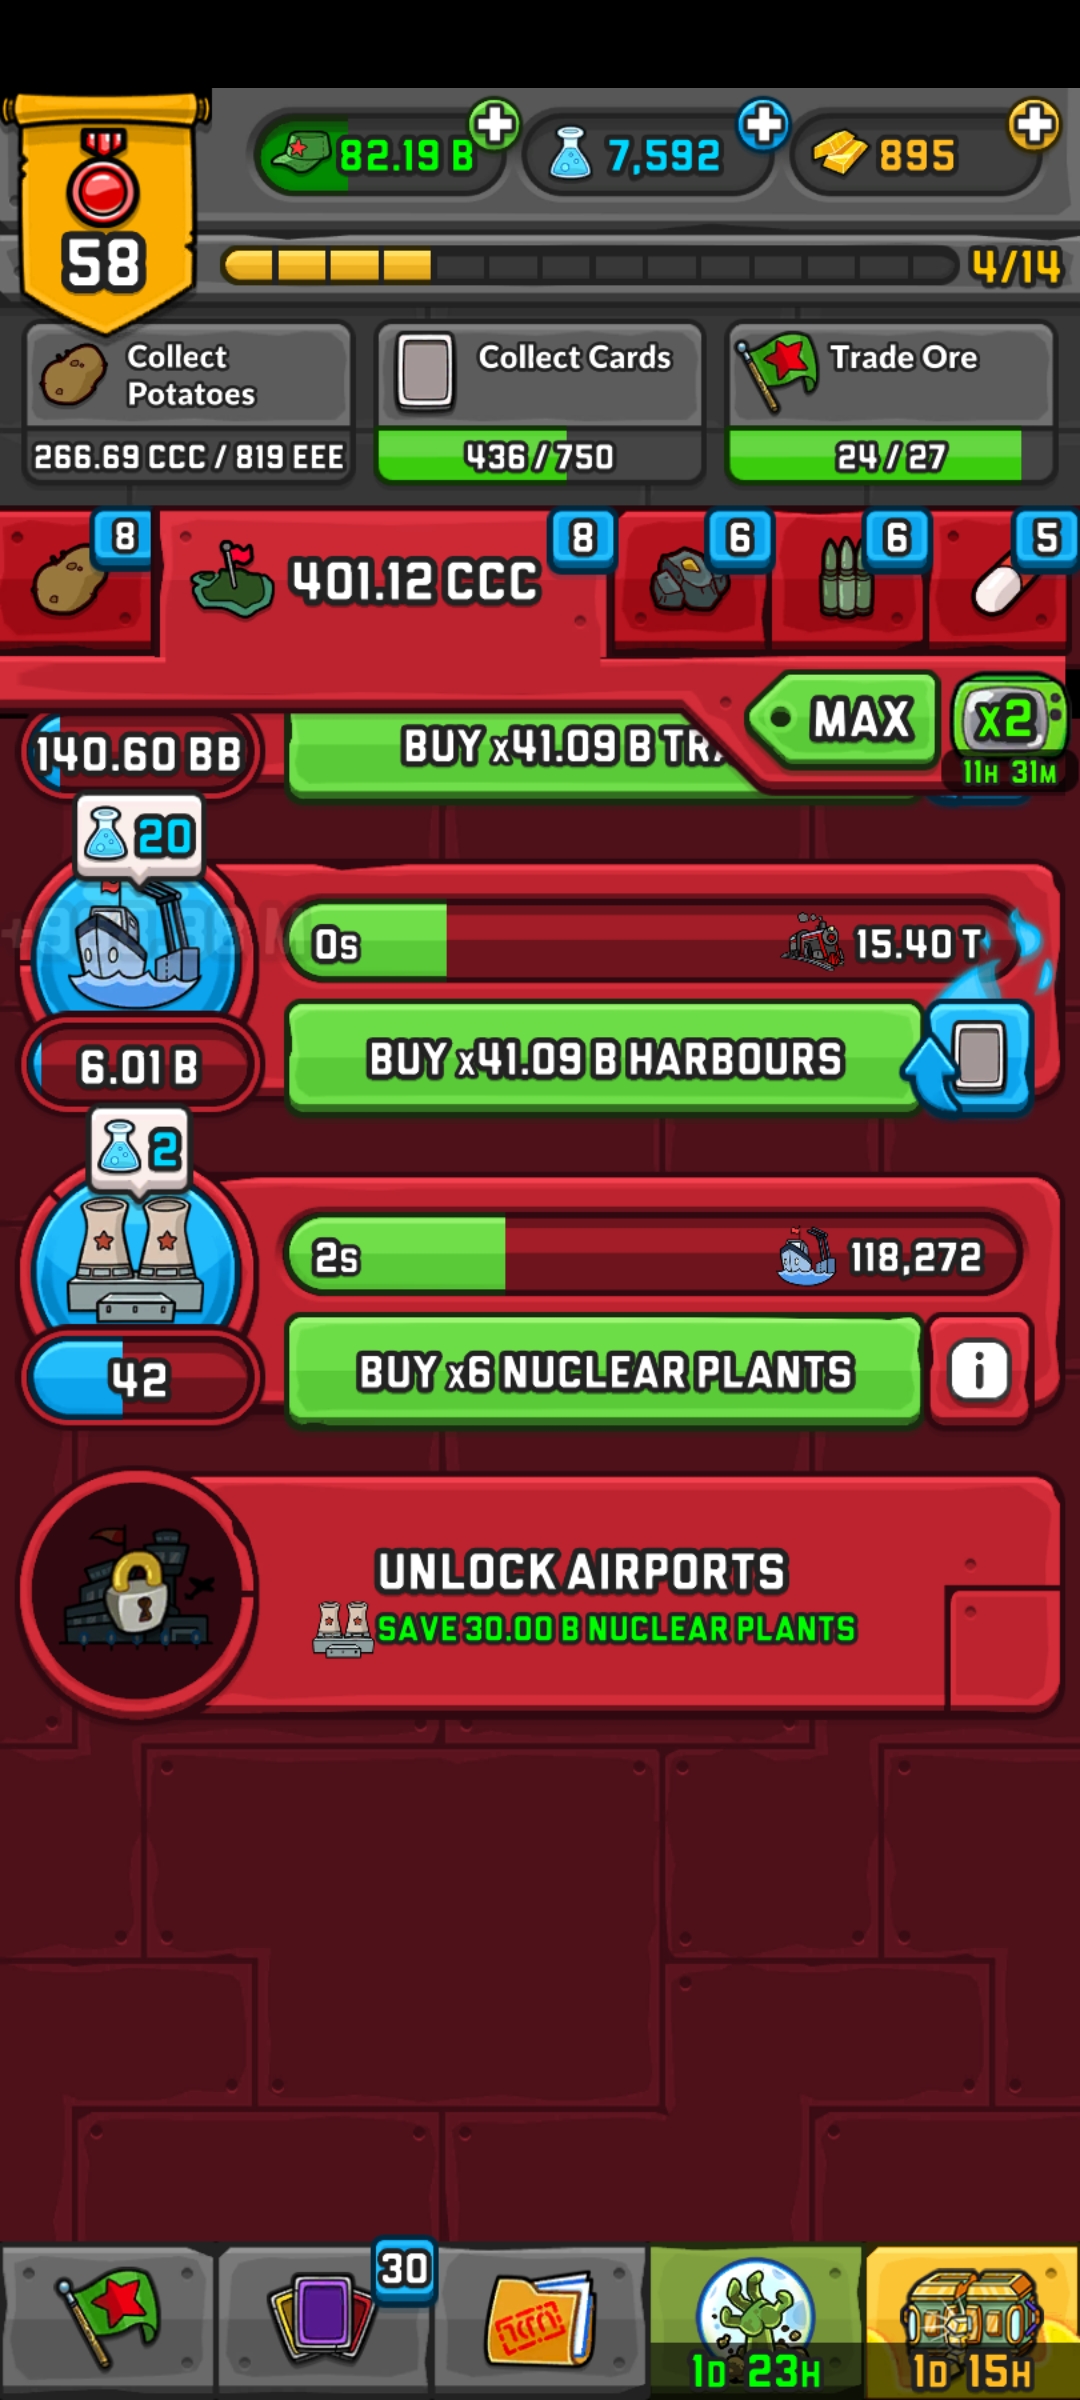 58
82.19 B
7,592
895
4/14
Collect
Potatoes
266.69 CCC / 819 EEE
Collect Cards
436/750
Trade Ore
24/27
8
401.12 CCC
8
6
6
5
MAX
x2
11H 31M
140.60 BB
BUY x41.09 B
20
0s
15.40 T
6.01 B
BUY x41.09 B HARBOURS
2
2s
118,272
42
BUY x6 NUCLEAR PLANTS
i
UNLOCK AIRPORTS
SAVE 30.00 B NUCLEAR PLANTS
30
1D 23H
1D 15H